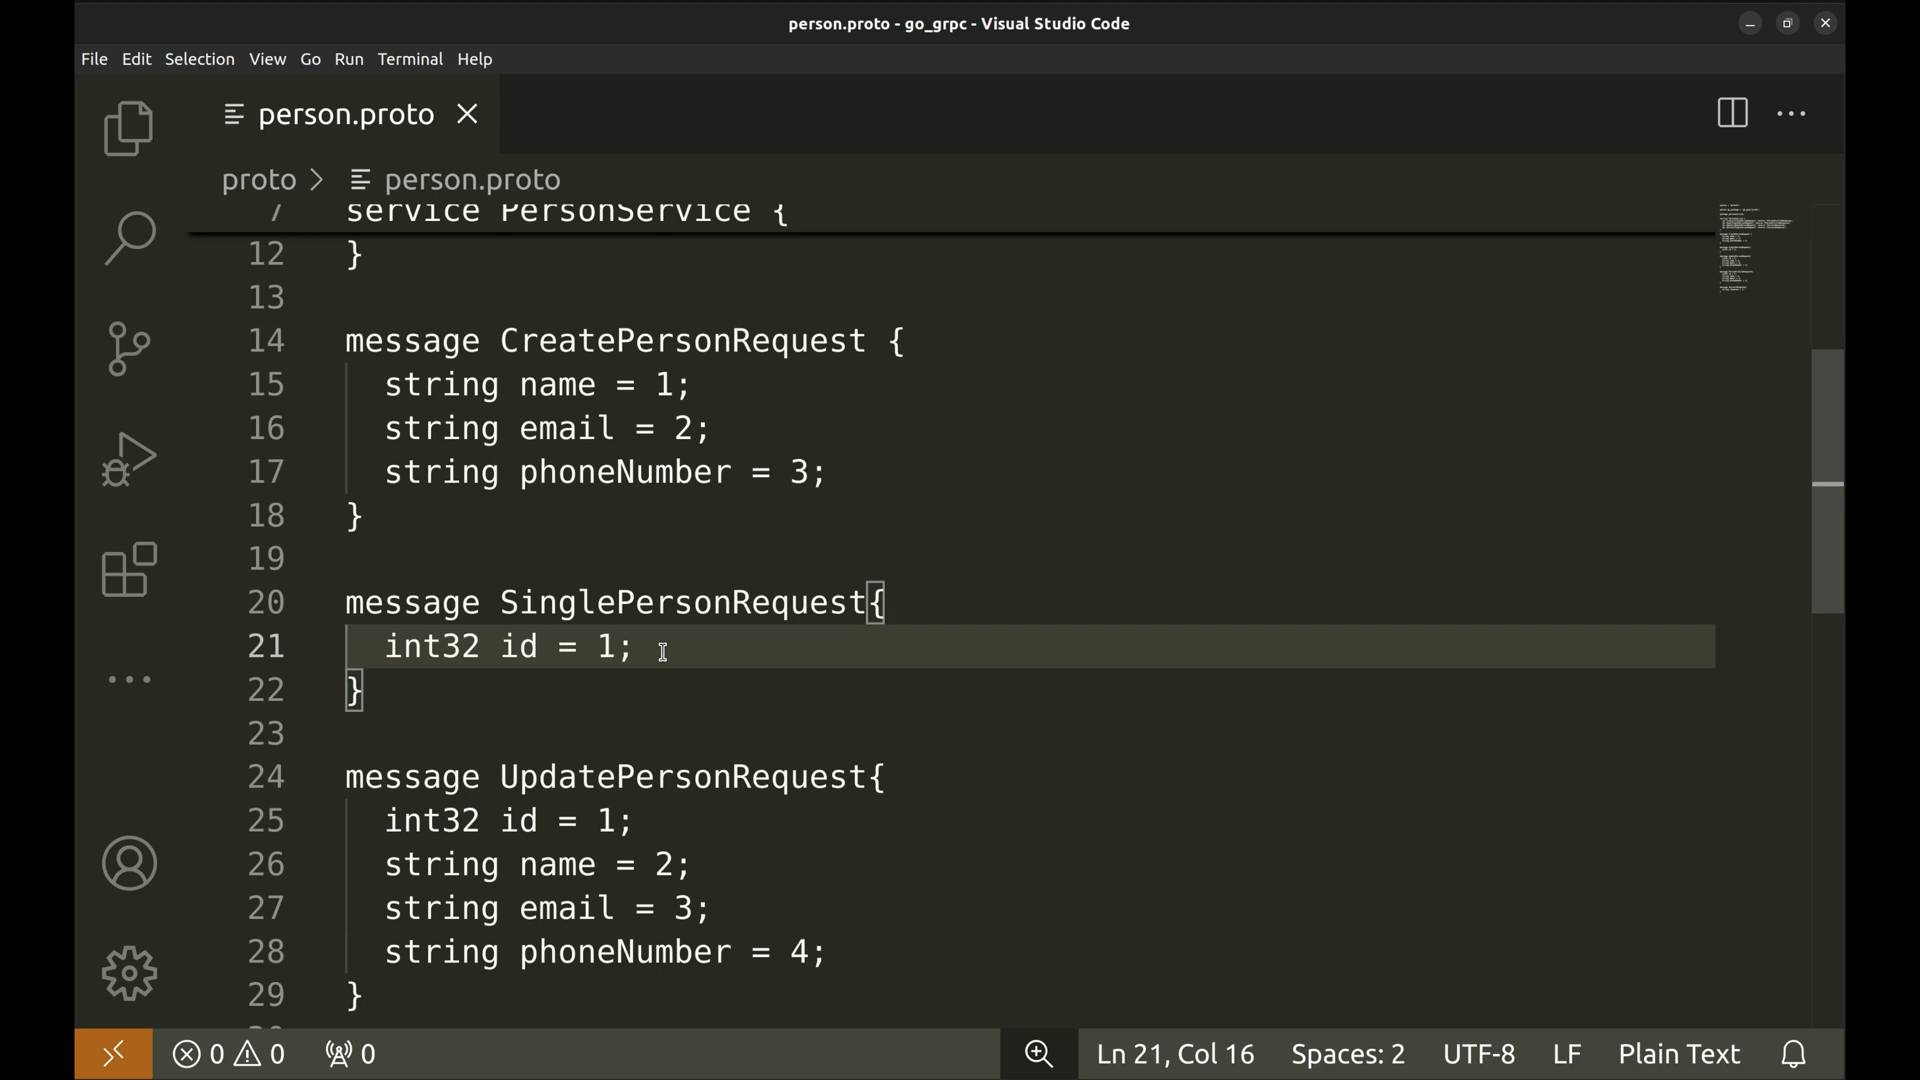 person.proto - go_grpc - Visual Studio Code
File Edit Selection View Go Run Terminal Help
person.proto
proto > person.proto
7 service PersonService {
12 }
13
14 message CreatePersonRequest {
15 string name = 1;
16 string email = 2;
17 string phoneNumber = 3;
18 }
19
20 message SinglePersonRequest{
21 int32 id = 1;
22 }
23
24 message UpdatePersonRequest{
25 int32 id = 1;
26 string name = 2;
27 string email = 3;
28 string phoneNumber = 4;
29 }
0 0 0 Ln 21, Col 16 Spaces: 2 UTF-8 LF Plain Text